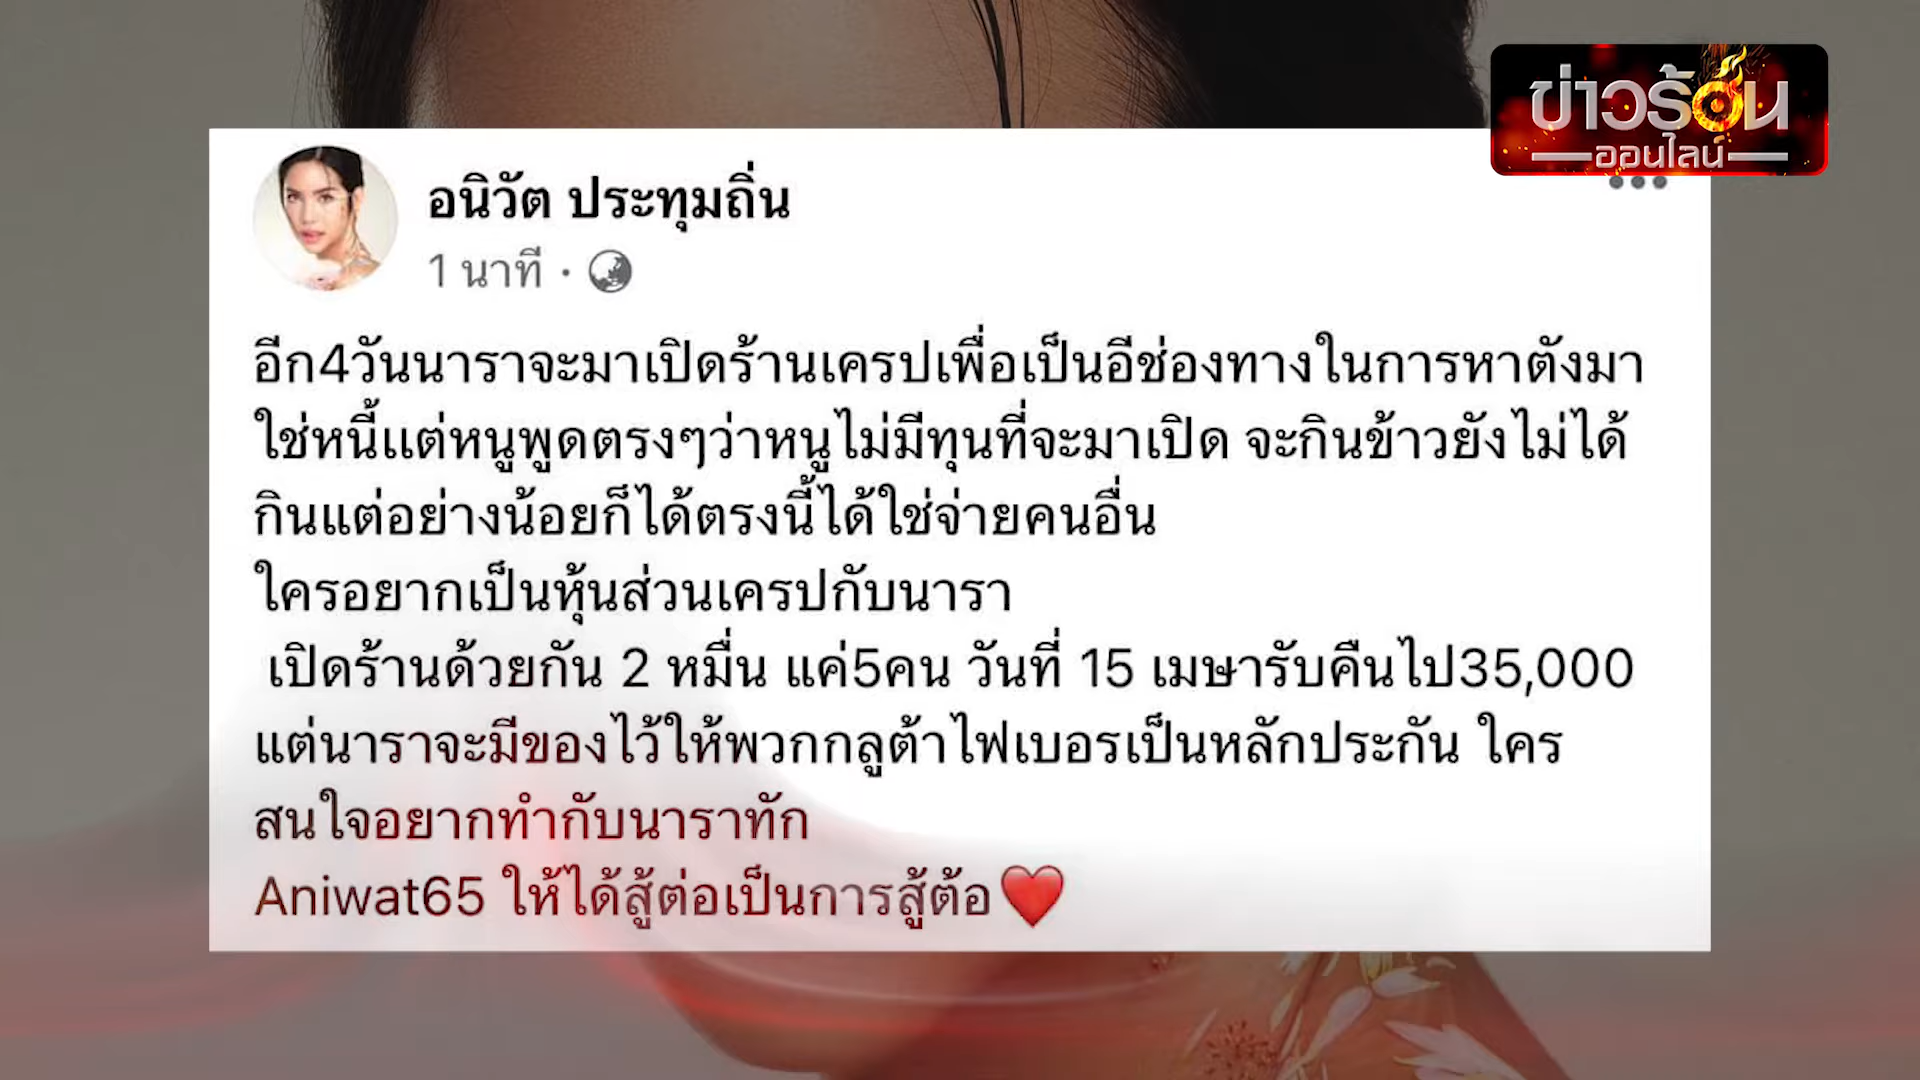 ข่าวร้อน
ออนไลน์
อนิวัต ประทุมถิ่น
1 นาที ·
อีก4วันนาราจะมาเปิดร้านเครปเพื่อเป็นอีช่องทางในการหาตังมา
ใช่หนี้แต่หนูพูดตรงๆว่าหนูไม่มีทุนที่จะมาเปิด จะกินข้าวยังไม่ได้
กินแต่อย่างน้อยก็ได้ตรงนี้ได้ใช่จ่ายคนอื่น
ใครอยากเป็นหุ้นส่วนเครปกับนารา
เปิดร้านด้วยกัน 2 หมื่น แค่5คน วันที่ 15 เมษารับคืนไป35,000
แต่นาราจะมีของไว้ให้พวกกลูต้าไฟเบอรเป็นหลักประกัน ใคร
สนใจอยากทำกับนาราทัก
Aniwat65 ให้ได้สู้ต่อเป็นการสู้ต้อ❤️